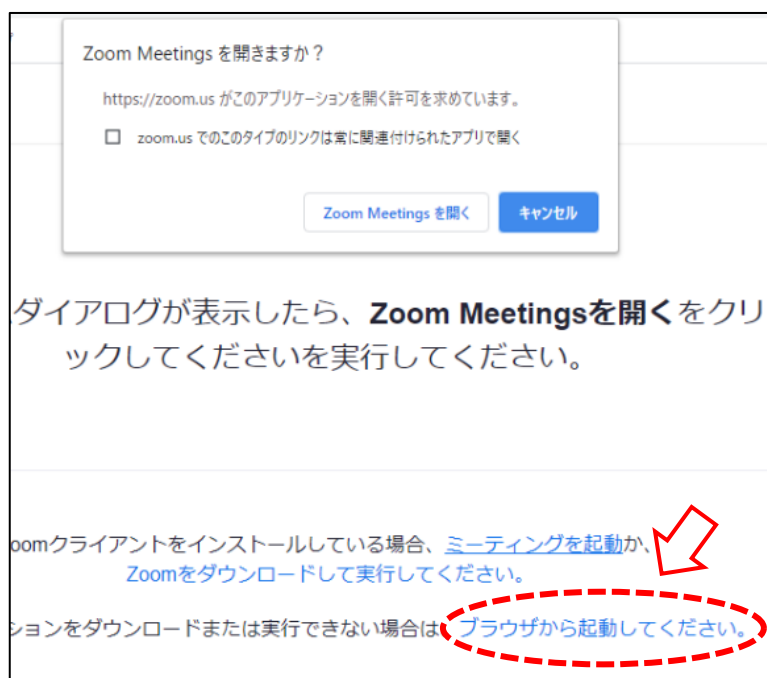 Zoom Meetings を開きますか？
https://zoom.us がこのアプリケーションを開く許可を求めています。
zoom.us でのこのタイプのリンクは常に関連付けられたアプリで開く
Zoom Meetings を開く キャンセル
ダイアログが表示したら、Zoom Meetingsを開くをクリ
ックしてくださいを実行してください。
oomクライアントをインストールしている場合、ミーティングを起動か、
Zoomをダウンロードして実行してください。
ションをダウンロードまたは実行できない場合は、ブラウザから起動してください。